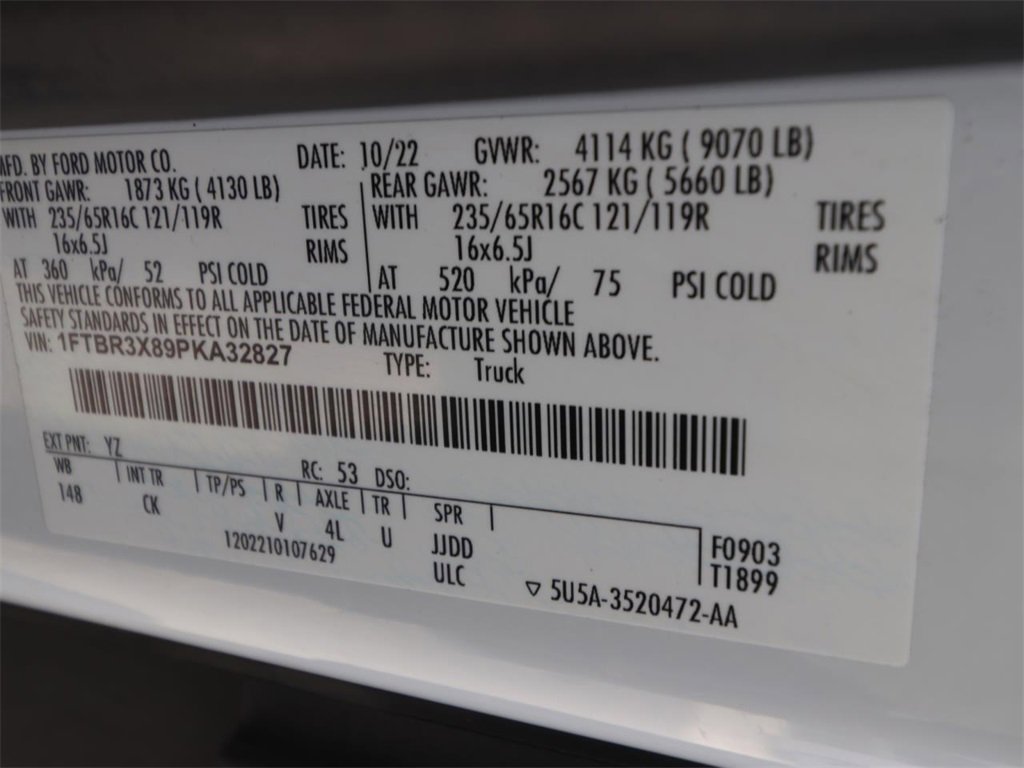 MFD. BY FORD MOTOR CO. DATE: 10/22 GVWR: 4114 KG ( 9070 LB)
FRONT GAWR: 1873 KG ( 4130 LB) REAR GAWR: 2567 KG ( 5660 LB)
WITH 235/65R16C 121/119R TIRES WITH 235/65R16C 121/119R TIRES
16x6.5J RIMS 16x6.5J RIMS
AT 360 kPa/ 52 PSI COLD AT 520 kPa/ 75 PSI COLD
THIS VEHICLE CONFORMS TO ALL APPLICABLE FEDERAL MOTOR VEHICLE
SAFETY STANDARDS IN EFFECT ON THE DATE OF MANUFACTURE SHOWN ABOVE.
VIN: 1FTBR3X89PKA32827 TYPE: Truck
EXT PNT: YZ RC: 53 DSO:
WB INT TR TP/PS R AXLE TR SPR
148 CK V 4L U JJDD F0903
1202210107629 ULC T1899
▽ 5U5A-3520472-AA